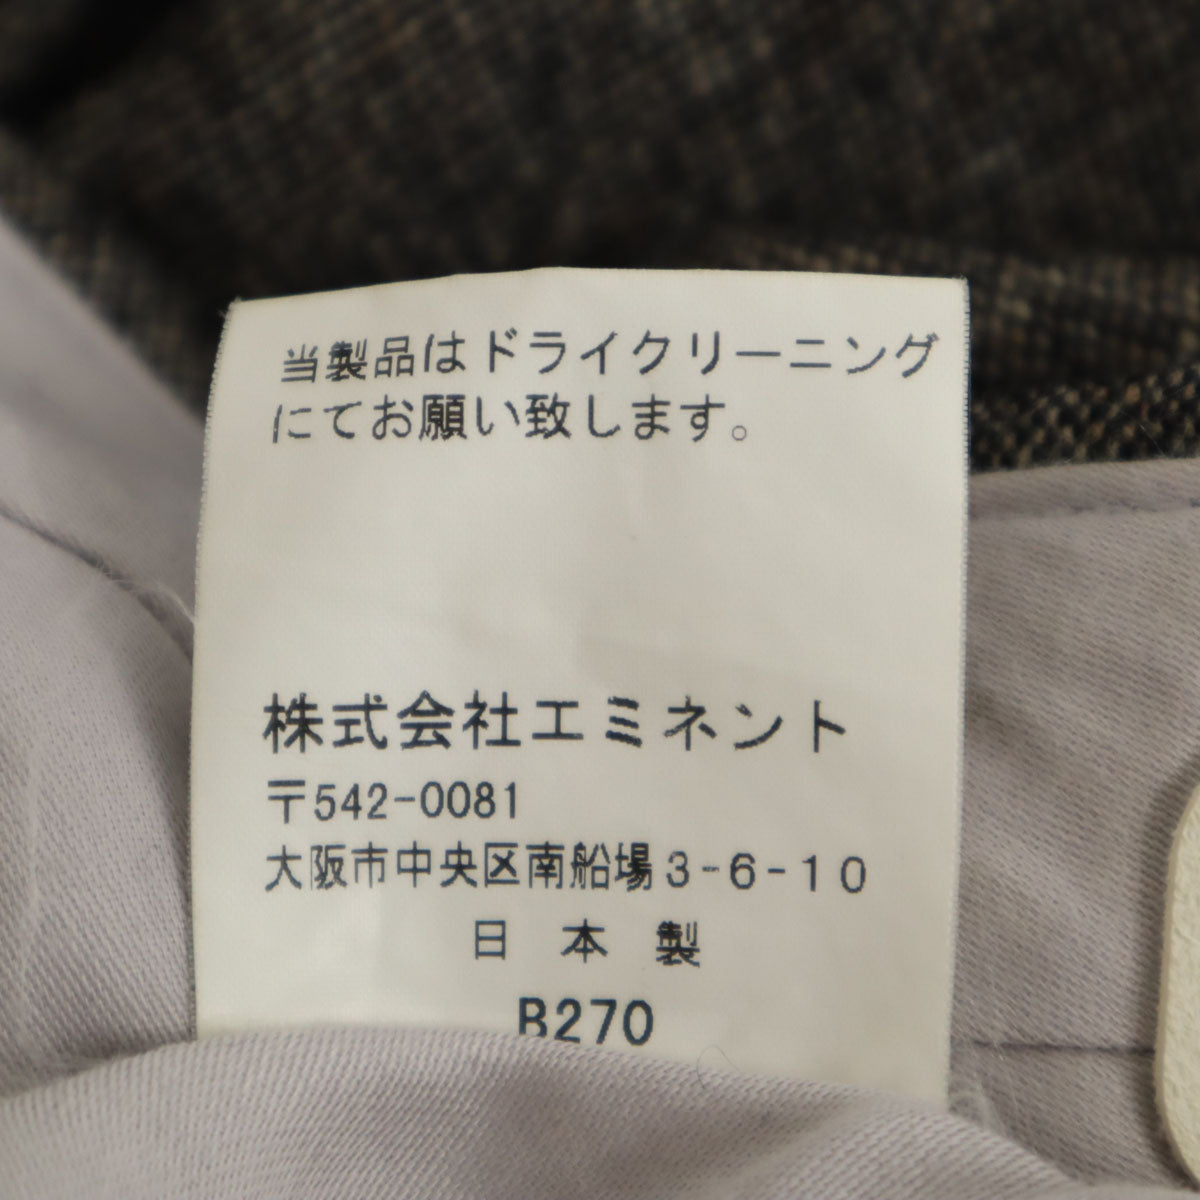 当製品はドライクリーニング
にてお願い致します。
株式会社エミネント
〒542-0081
大阪市中央区南船場3-6-10
日 本 製
B270